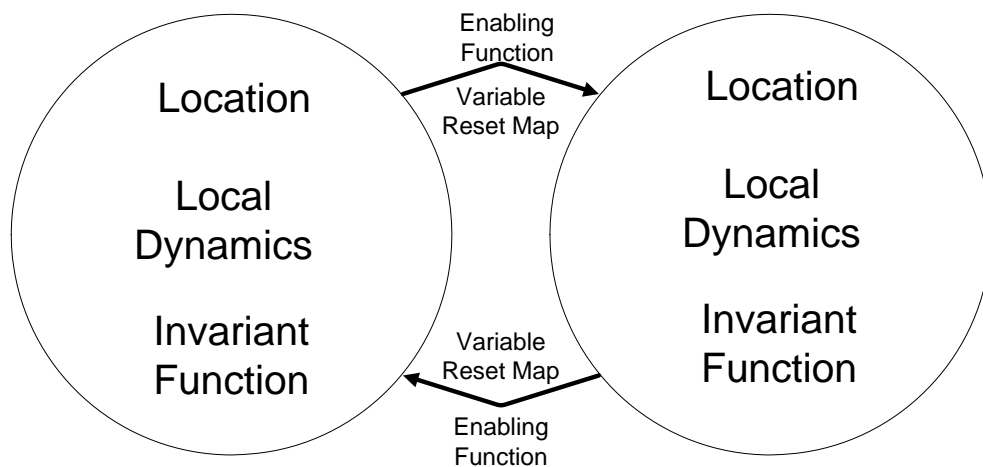 Location
Local
Dynamics
Invariant
Function
Enabling
Function
Variable
Reset Map
Variable
Reset Map
Enabling
Function
Location
Local
Dynamics
Invariant
Function